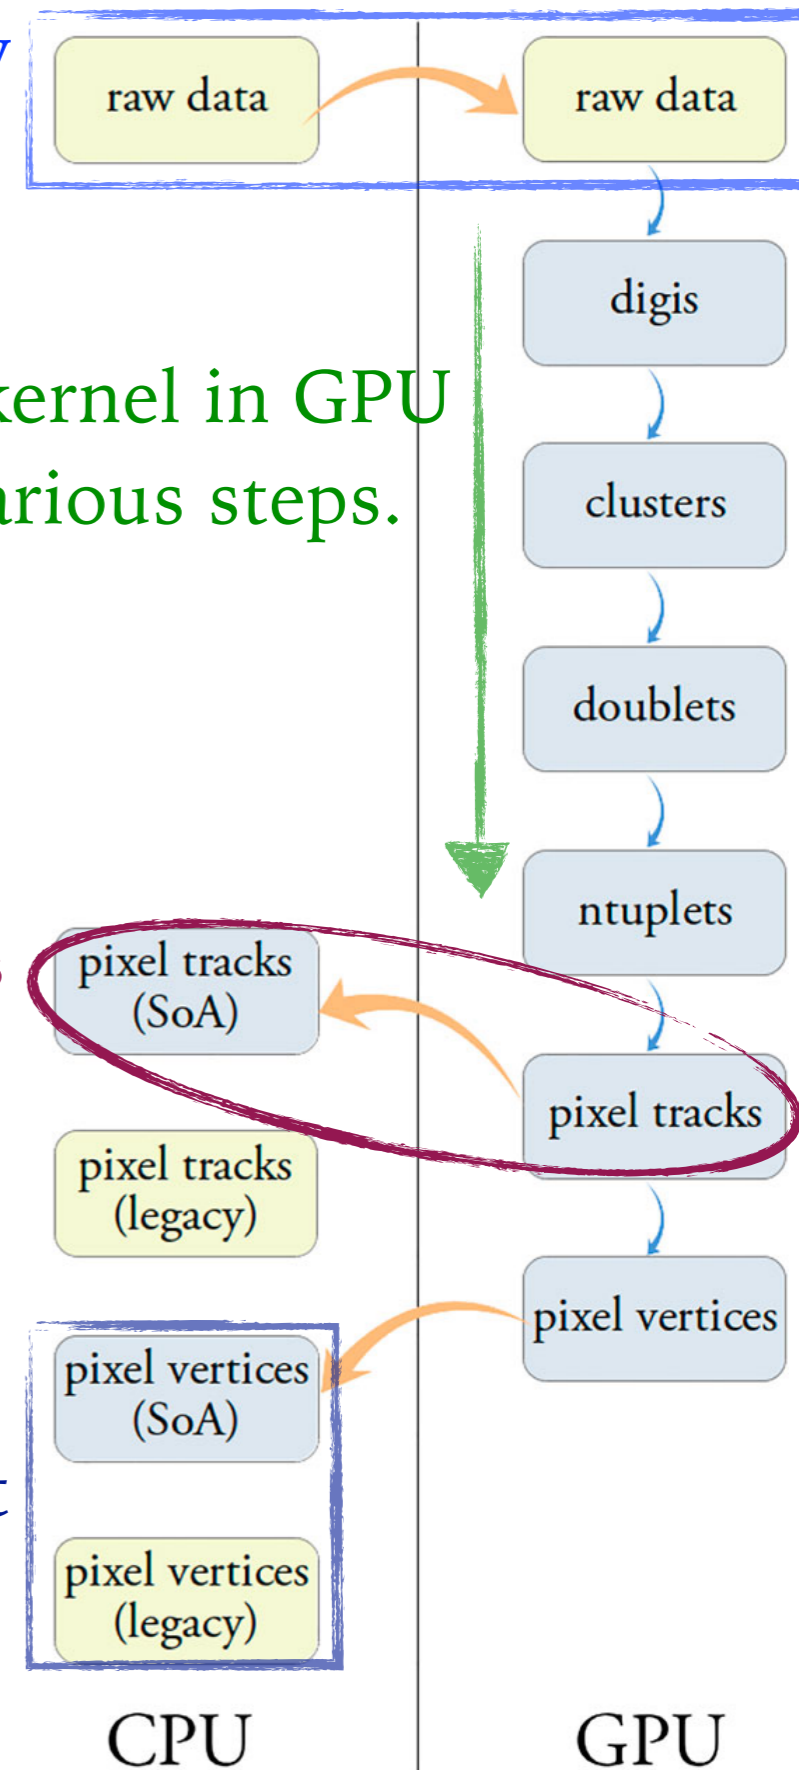 raw data
raw data
digis
kernel in GPU
various steps.
clusters
doublets
ntuplets
pixel tracks
(SoA)
pixel tracks
pixel tracks
(legacy)
pixel vertices
pixel vertices
(SoA)
pixel vertices
(legacy)
CPU
GPU